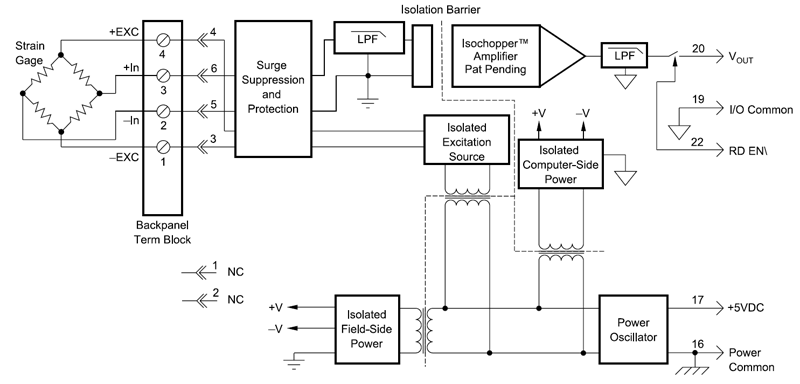 Isolation Barrier
+EXC
4
4
LPF
Isochopper™
Amplifier
Pat Pending
LPF
20
VOUT
Strain
Gage
+In
3
6
Surge
Suppression
and
Protection
–In
2
5
+V
–V
19
I/O Common
–EXC
1
3
Isolated
Excitation
Source
Isolated
Computer-Side
Power
22
RD EN\
Backpanel
Term Block
1
NC
2
NC
+V
–V
Isolated
Field-Side
Power
Power
Oscillator
17
+5VDC
16
Power
Common